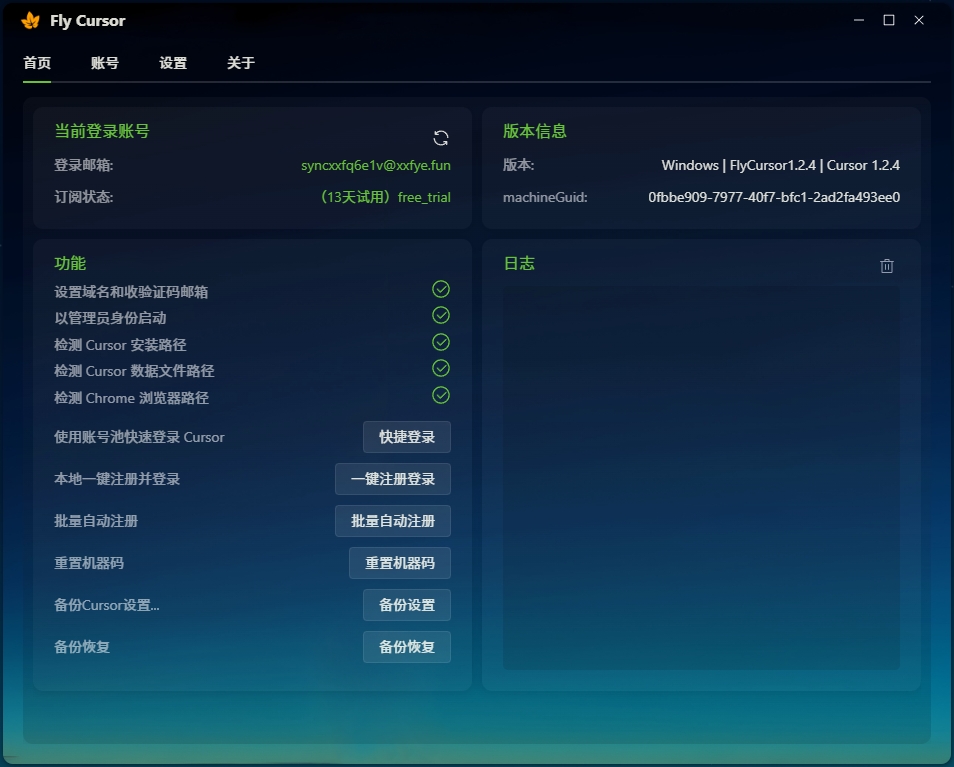 Fly Cursor
首页 账号 设置 关于
当前登录账号
登录邮箱: syncxxfq6e1v@xxfye.fun
订阅状态: （13天试用）free_trial
版本信息
版本: Windows | FlyCursor1.2.4 | Cursor 1.2.4
machineGuid: 0fbbe909-7977-40f7-bfc1-2ad2fa493ee0
功能
设置域名和收验证码邮箱
以管理员身份启动
检测 Cursor 安装路径
检测 Cursor 数据文件路径
检测 Chrome 浏览器路径
使用账号池快速登录 Cursor 快捷登录
本地一键注册并登录 一键注册登录
批量自动注册 批量自动注册
重置机器码 重置机器码
备份Cursor设置... 备份设置
备份恢复 备份恢复
日志